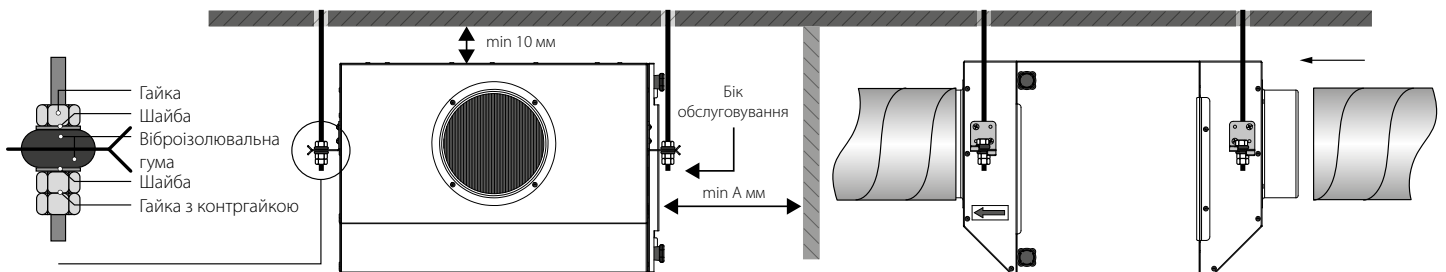 Гайка
Шайба
Віброізолювальна
гума
Шайба
Гайка з контргайкою
min 10 мм
Бік
обслуговування
min А мм